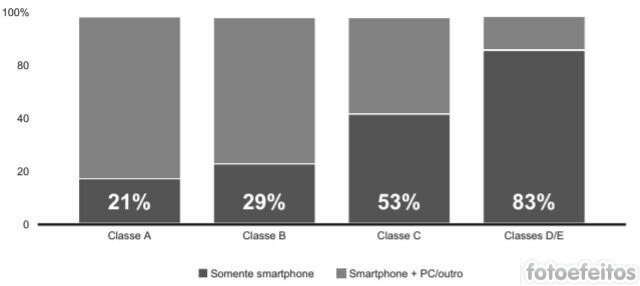 100%
80
40
20
0
21%
29%
53%
83%
Classe A
Classe B
Classe C
Classes D/E
Somente smartphone
Smartphone + PC/outro
fotoefeitos